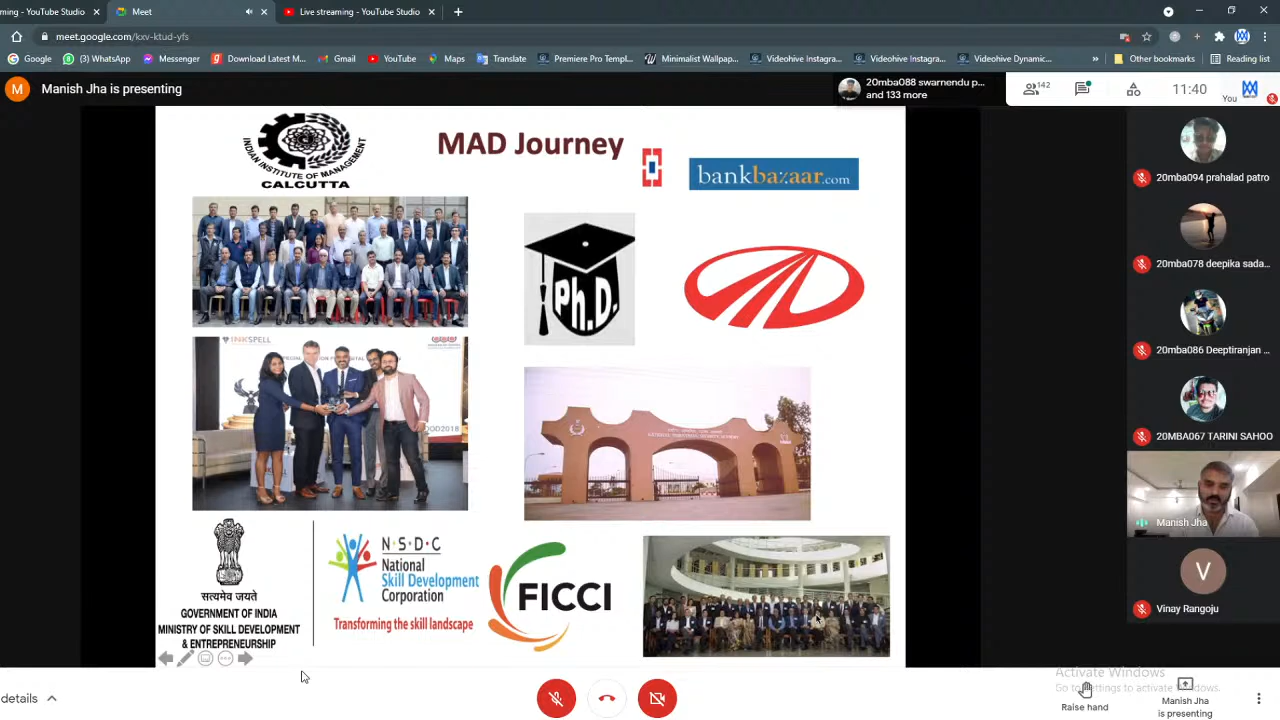 ming - YouTube Studio
Meet
Live streaming - YouTube Studio
meet.google.com/kxv-ktud-yfs
Google
(3) WhatsApp
Messenger
Download Latest M...
Gmail
YouTube
Maps
Translate
Premiere Pro Templ...
Minimalist Wallpap...
Videohive Instagra...
Videohive Instagra...
Videohive Dynamic...
»
Other bookmarks
Reading list
M
Manish Jha is presenting
20mba088 swarnendu p...
and 133 more
142
11:40
You
INDIAN INSTITUTE OF MANAGEMENT
CALCUTTA
MAD Journey
bankbazaar.com
Ph.D.
INKSPELL
OOD2018
सत्यमेव जयते
GOVERNMENT OF INDIA
MINISTRY OF SKILL DEVELOPMENT
& ENTREPRENEURSHIP
N·S·D·C
National
Skill Development
Corporation
Transforming the skill landscape
FICCI
20mba094 prahalad patro
20mba078 deepika sada...
20mba086 Deeptiranjan ...
20MBA067 TARINI SAHOO
Manish Jha
V
Vinay Rangoju
details
Activate Windows
Go to Settings to activate Windows.
Raise hand
Manish Jha
is presenting